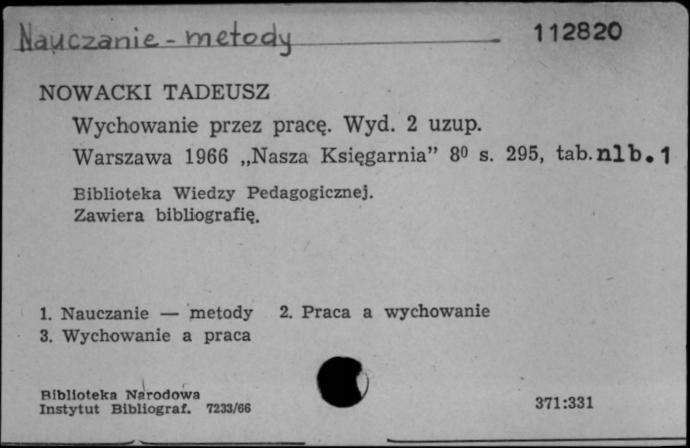 Nauczanie - metody 112820
NOWACKI TADEUSZ
Wychowanie przez pracę. Wyd. 2 uzup.
Warszawa 1966 „Nasza Księgarnia” 8⁰ s. 295, tab. nlb. 1
Biblioteka Wiedzy Pedagogicznej.
Zawiera bibliografię.
1. Nauczanie — metody 2. Praca a wychowanie
3. Wychowanie a praca
Biblioteka Narodowa
Instytut Bibliograf. 7233/66 371:331